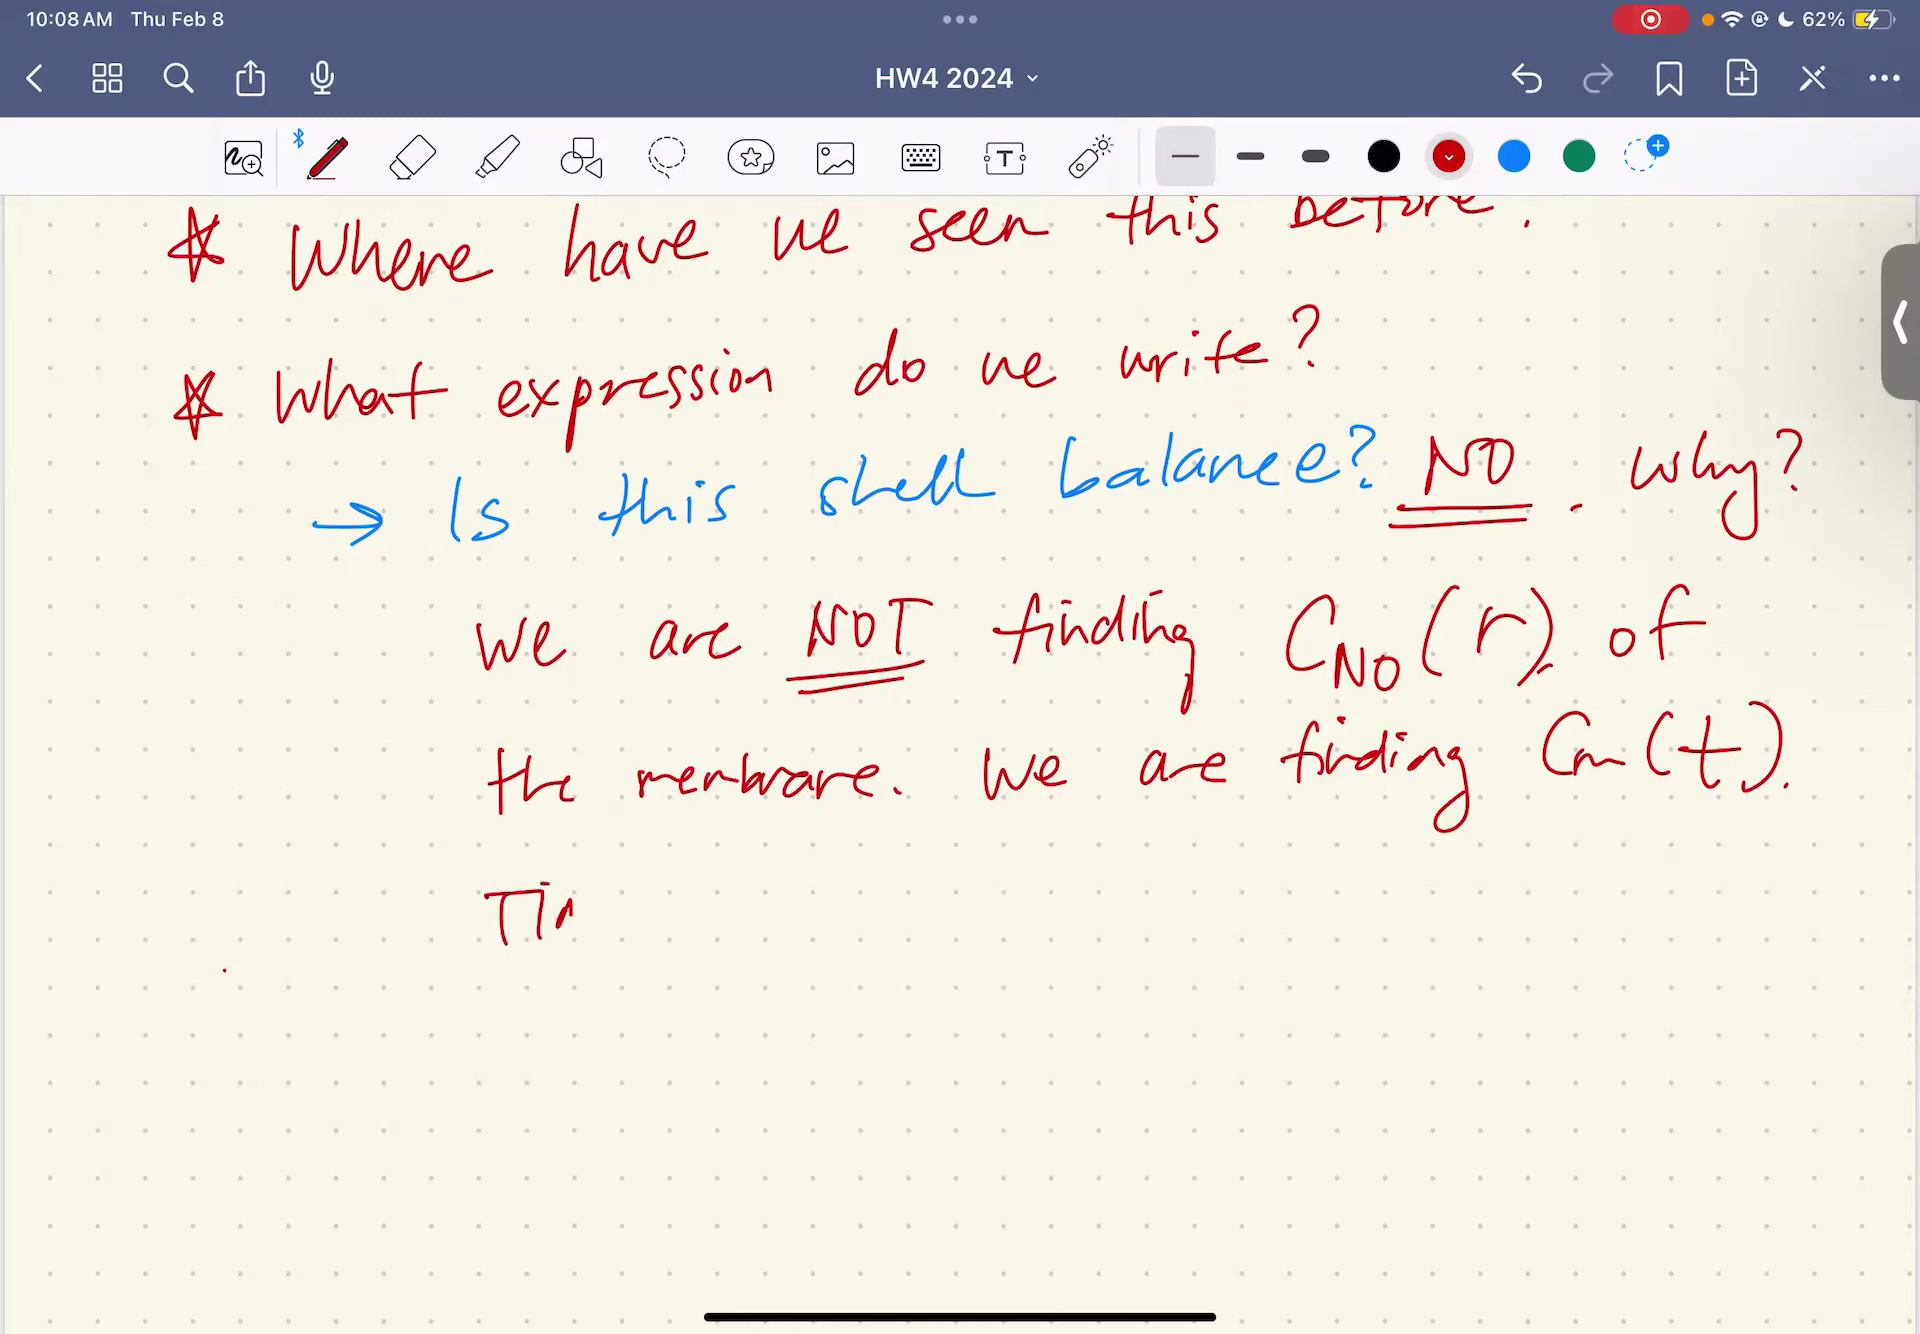 10:08 AM Thu Feb 8
62%
HW4 2024
T
* Where have we seen this before.
* What expression do we write?
→ Is this shell balance? NO. Why?
We are NOT finding C_NO(r) of
the membrane. We are finding Cm(t).